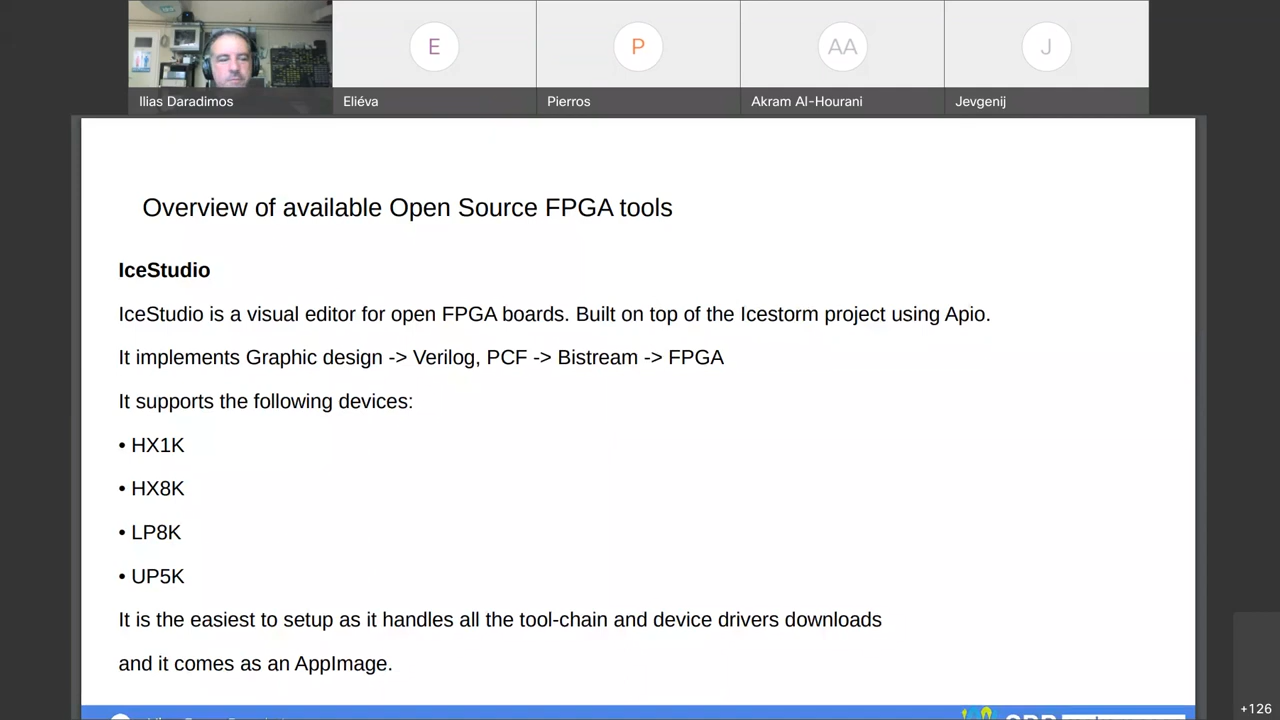 E
P
AA
J
Ilias Daradimos
Eliéva
Pierros
Akram Al-Hourani
Jevgenij
Overview of available Open Source FPGA tools
IceStudio
IceStudio is a visual editor for open FPGA boards. Built on top of the Icestorm project using Apio.
It implements Graphic design -> Verilog, PCF -> Bistream -> FPGA
It supports the following devices:
• HX1K
• HX8K
• LP8K
• UP5K
It is the easiest to setup as it handles all the tool-chain and device drivers downloads
and it comes as an AppImage.
+126